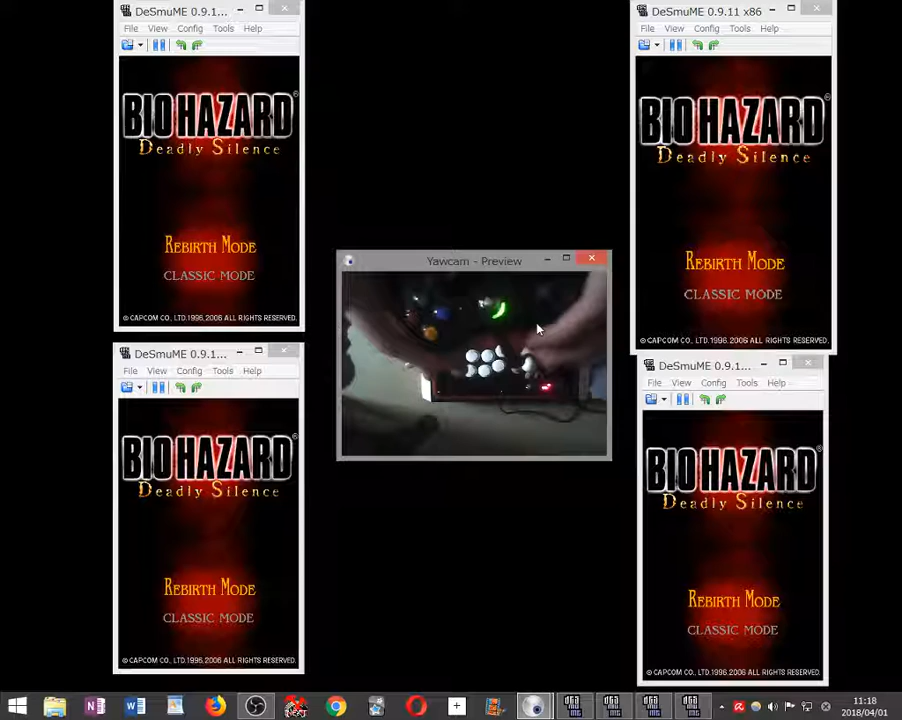 DeSmuME 0.9.1...
File View Config Tools Help
BIOHAZARD®
Deadly Silence
REBIRTH MODE
CLASSIC MODE
© CAPCOM CO., LTD.1996,2006 ALL RIGHTS RESERVED.
DeSmuME 0.9.11 x86
File View Config Tools Help
BIOHAZARD®
Deadly Silence
REBIRTH MODE
CLASSIC MODE
© CAPCOM CO., LTD.1996,2006 ALL RIGHTS RESERVED.
Yawcam - Preview
DeSmuME 0.9.1...
File View Config Tools Help
BIOHAZARD®
Deadly Silence
REBIRTH MODE
CLASSIC MODE
© CAPCOM CO., LTD.1996,2006 ALL RIGHTS RESERVED.
DeSmuME 0.9.1...
File View Config Tools Help
BIOHAZARD®
Deadly Silence
REBIRTH MODE
CLASSIC MODE
© CAPCOM CO., LTD.1996,2006 ALL RIGHTS RESERVED.
11:18
2018/04/01